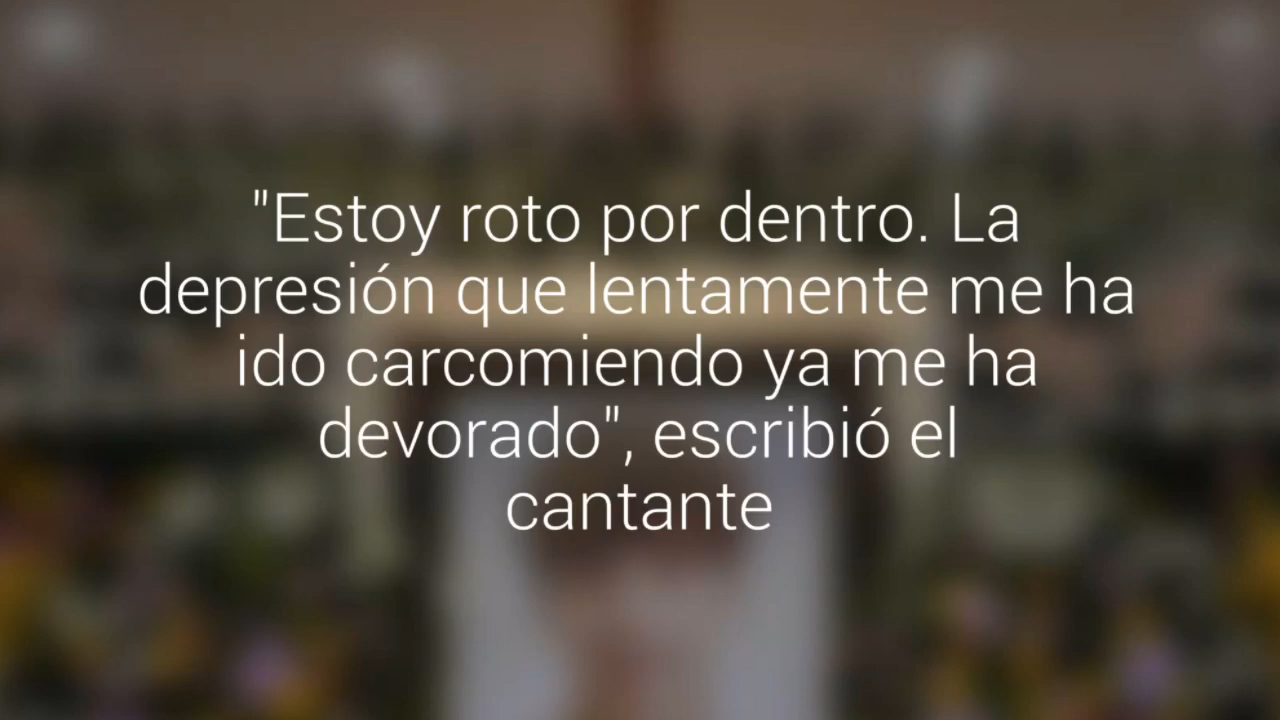 "Estoy roto por dentro. La
depresión que lentamente me ha
ido carcomiendo ya me ha
devorado", escribió el
cantante